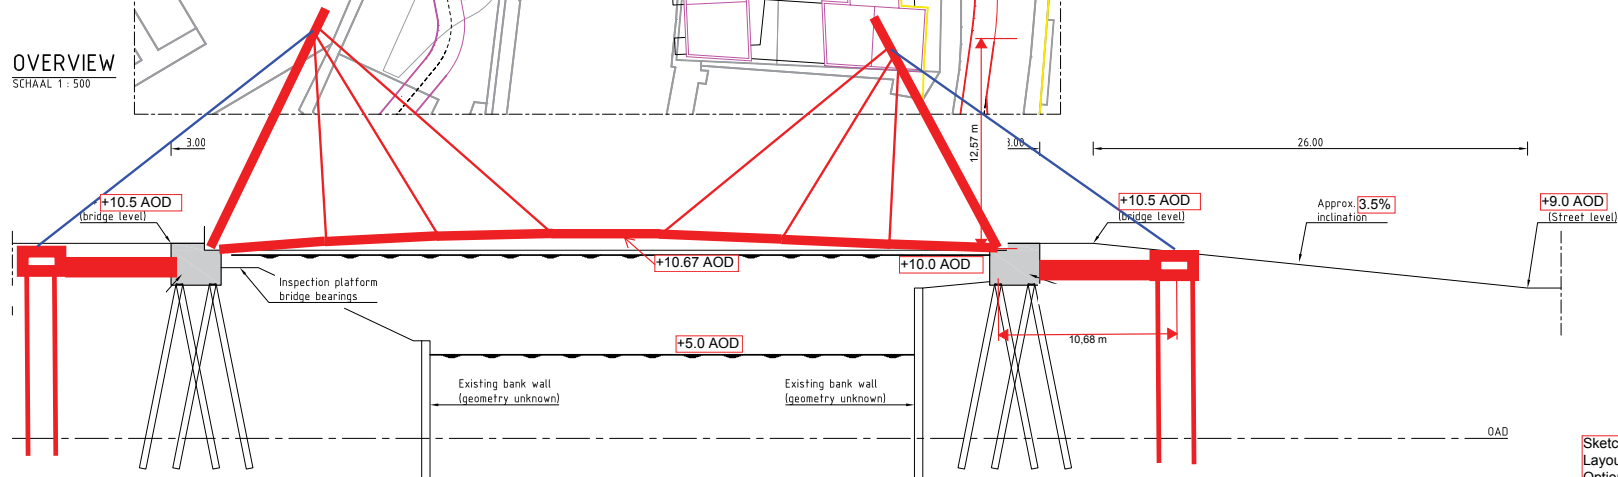 OVERVIEW
SCHAAL 1 : 500
3.00
12,57 m
3.00
26.00
+10.5 AOD
(bridge level)
+10.5 AOD
(bridge level)
Approx. 3.5%
inclination
+9.0 AOD
(Street level)
+10.67 AOD
+10.0 AOD
Inspection platform
bridge bearings
+5.0 AOD
10,68 m
Existing bank wall
(geometry unknown)
Existing bank wall
(geometry unknown)
OAD
Sketc
Layou
Optio